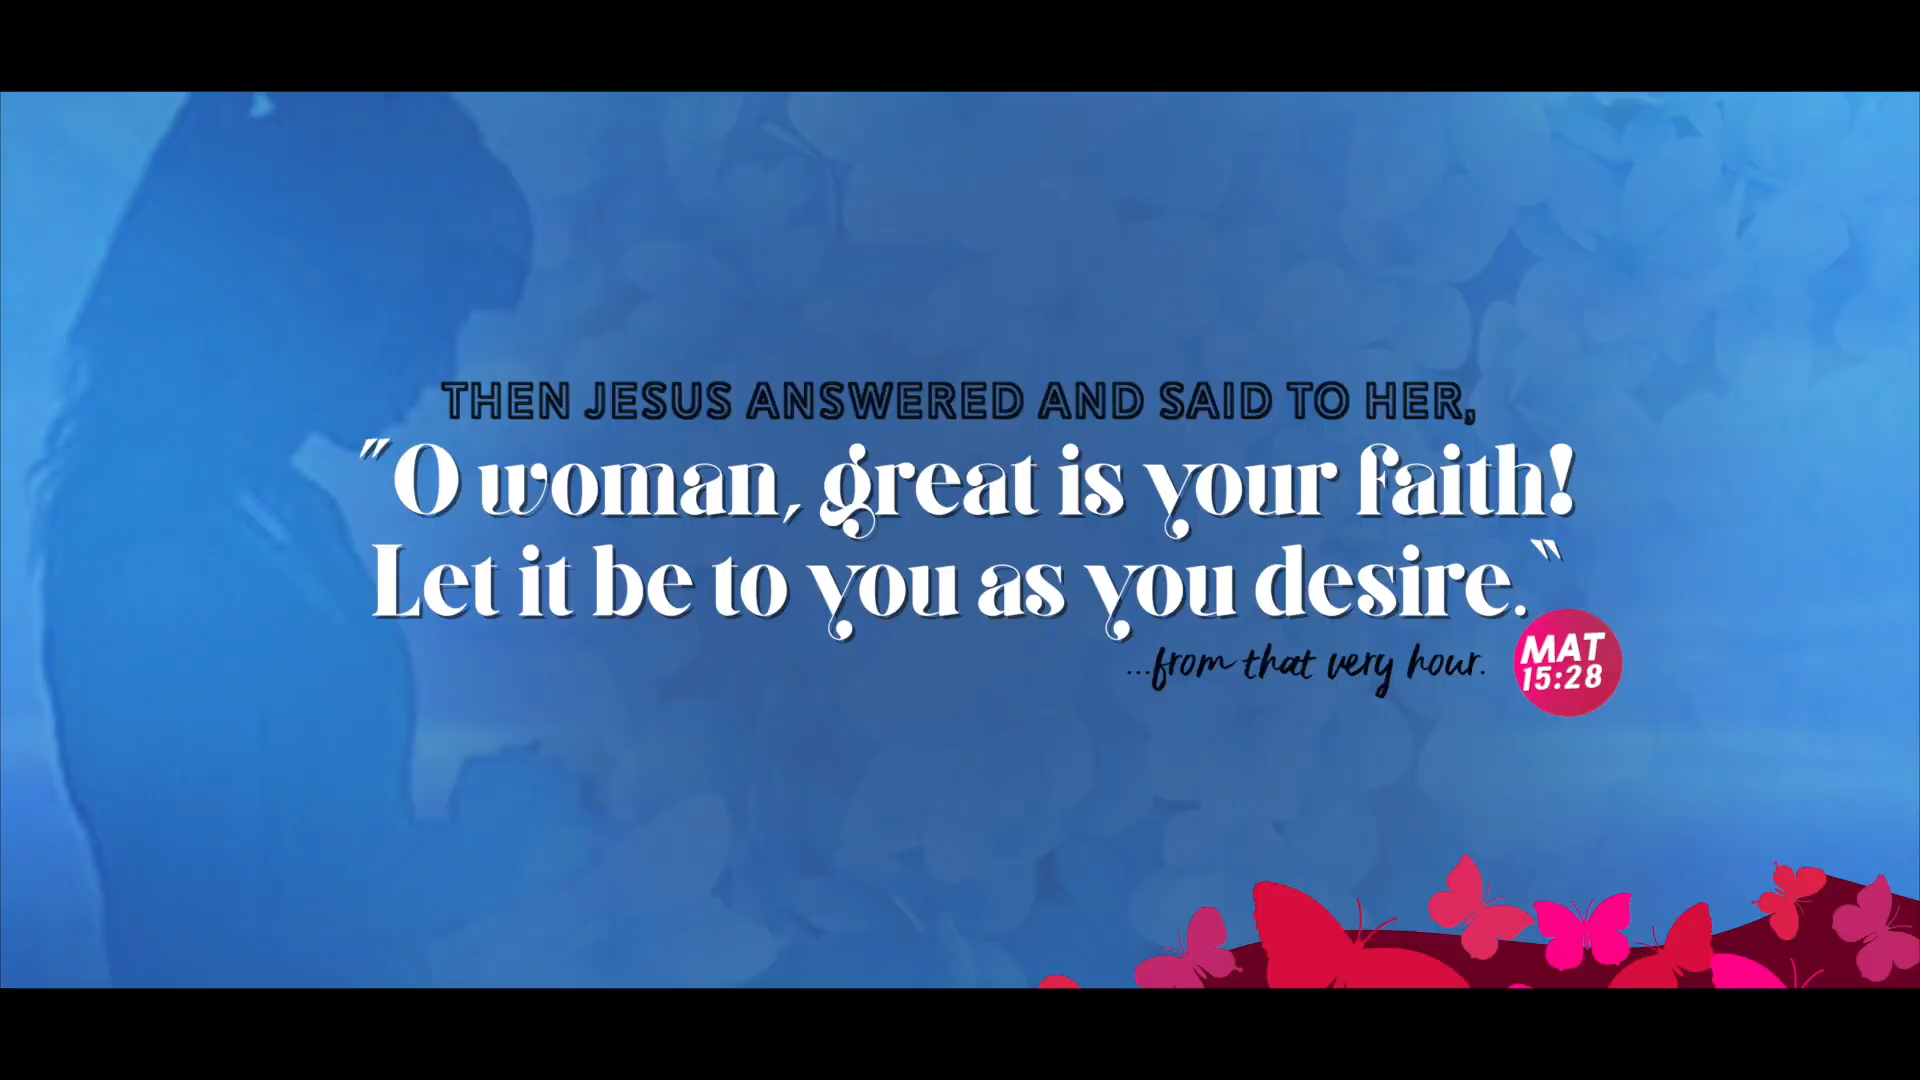 THEN JESUS ANSWERED AND SAID TO HER,
"O woman, great is your faith!
Let it be to you as you desire."
...from that very hour.
MAT
15:28